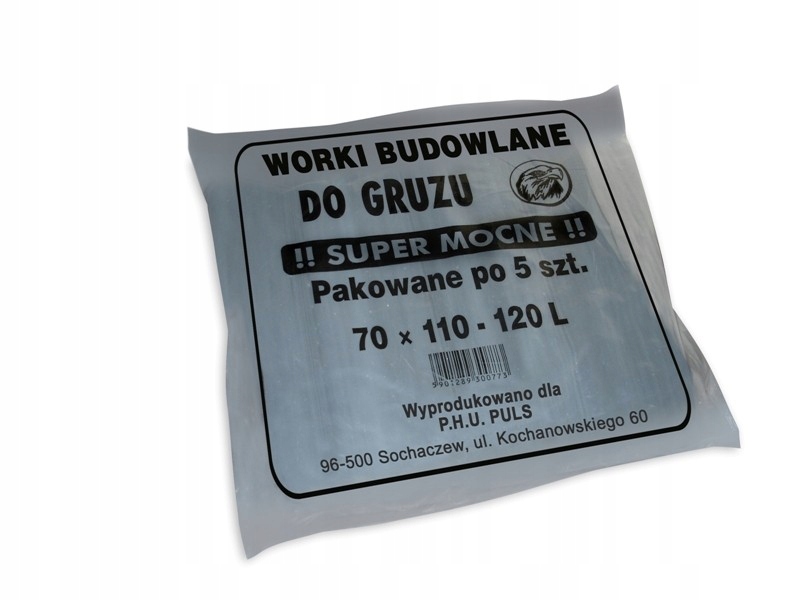 WORKI BUDOWLANE
DO GRUZU
!! SUPER MOCNE !!
Pakowane po 5 szt.
70 × 110 - 120 L
Wyprodukowano dla
P.H.U. PULS
96-500 Sochaczew, ul. Kochanowskiego 60